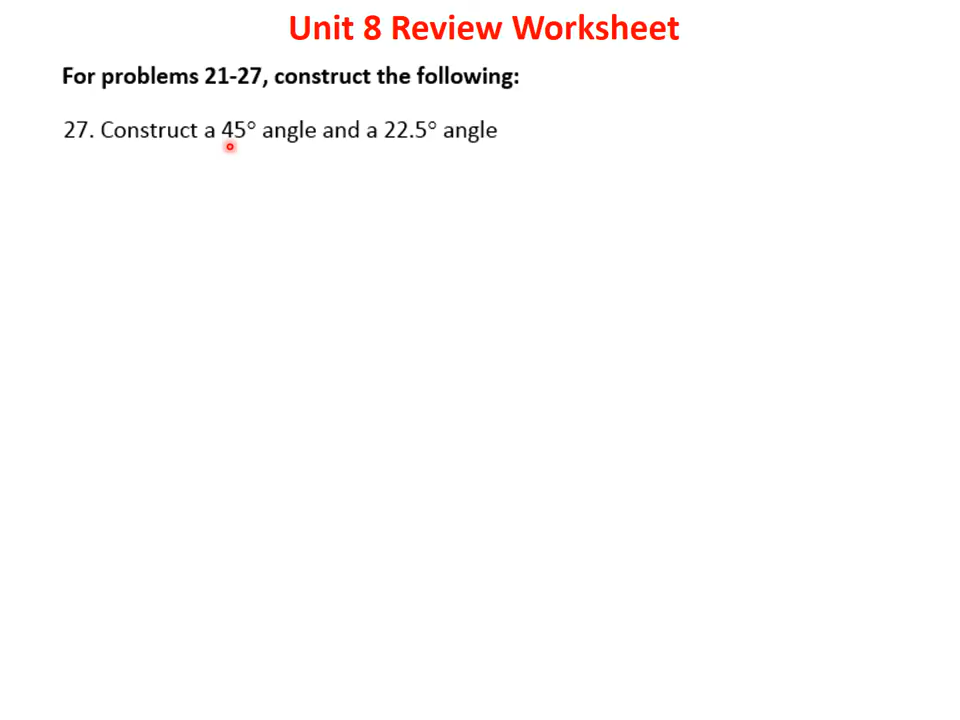 Unit 8 Review Worksheet
For problems 21-27, construct the following:
27. Construct a 45° angle and a 22.5° angle